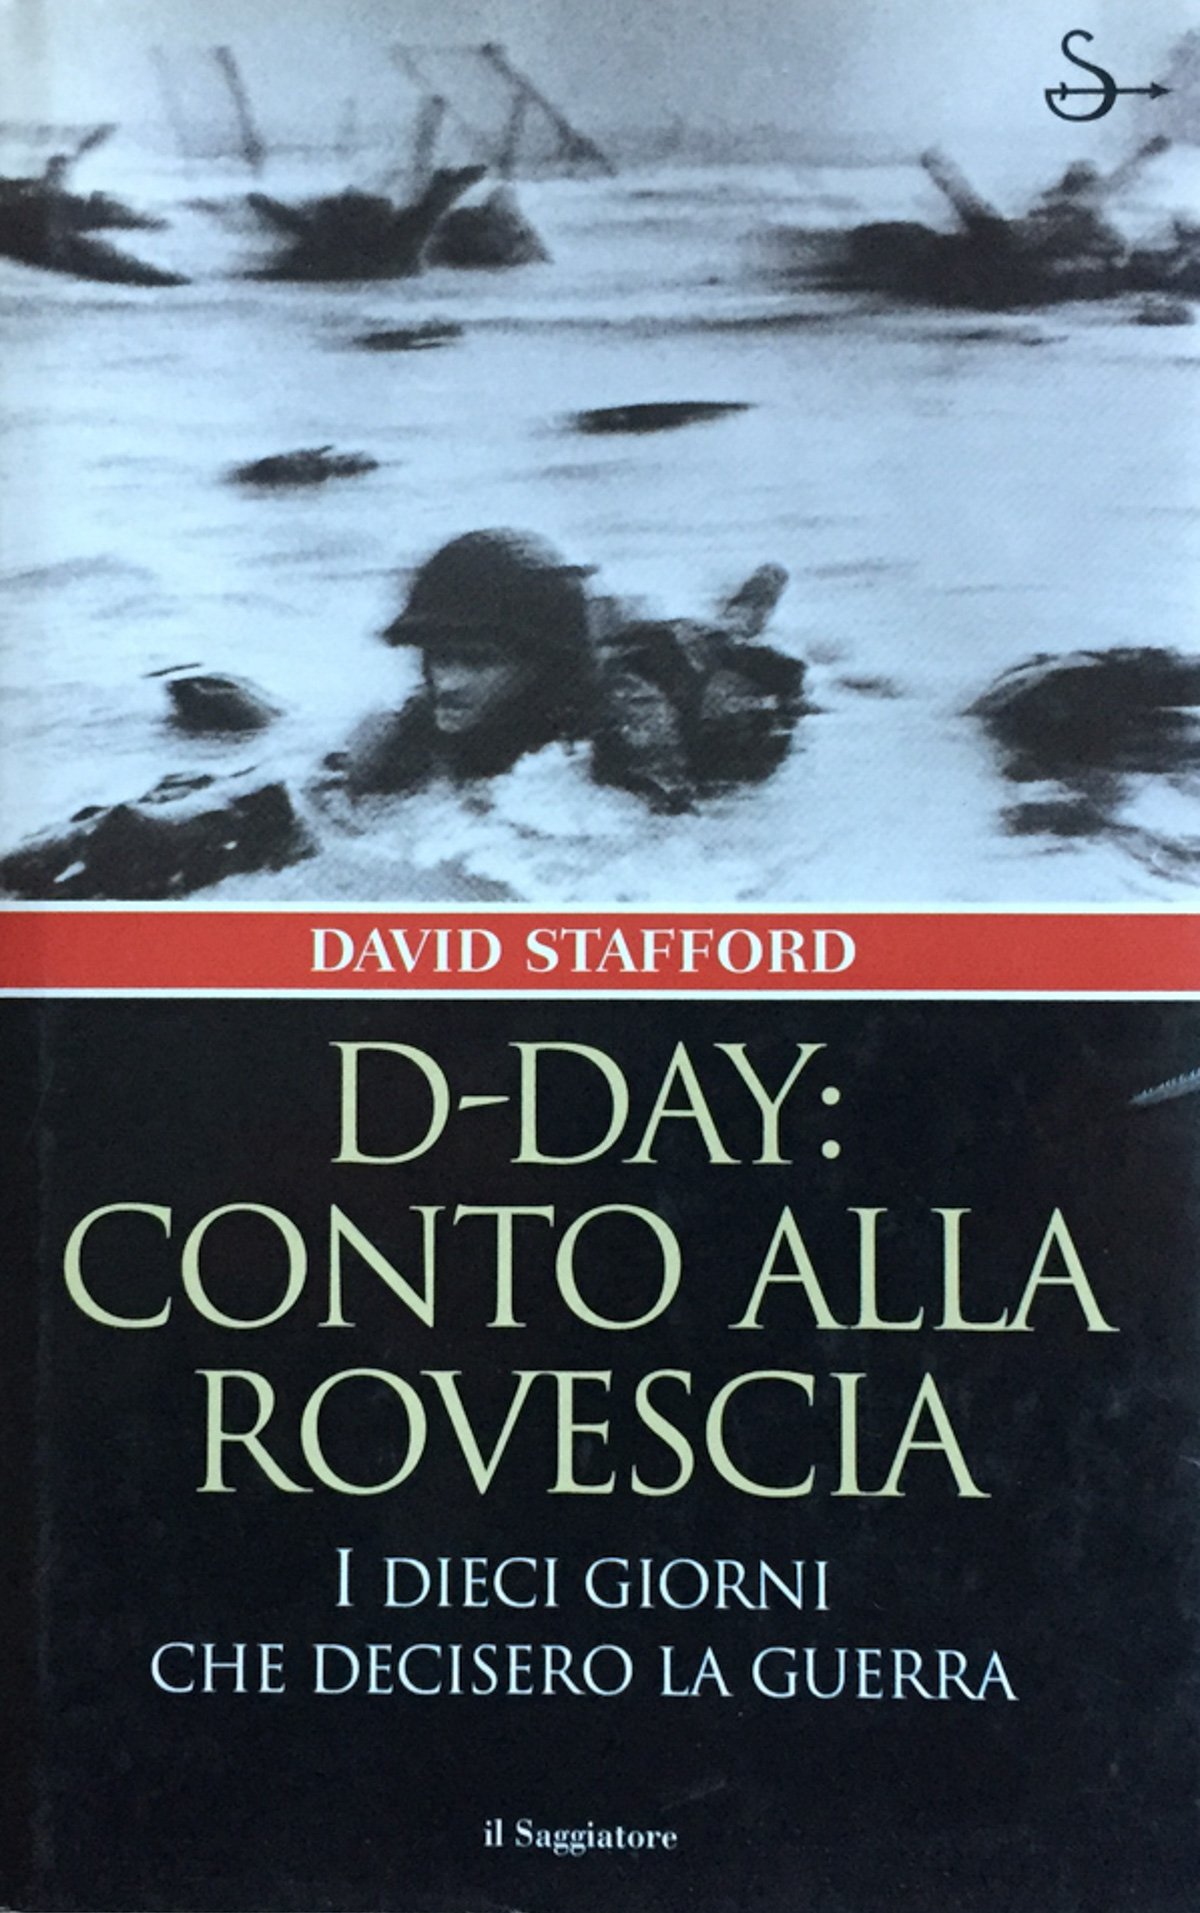 S
DAVID STAFFORD
D-DAY:
CONTO ALLA
ROVESCIA
I DIECI GIORNI
CHE DECISERO LA GUERRA
il Saggiatore